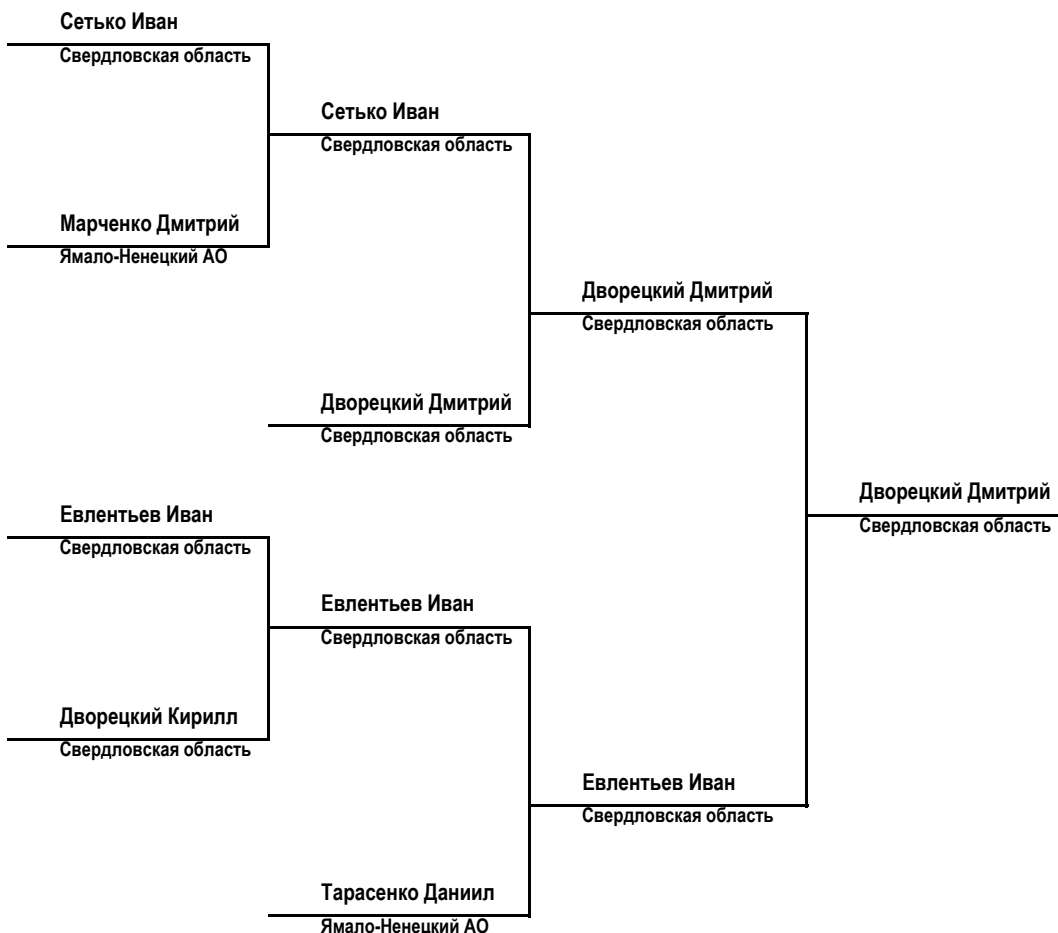 Сетько Иван
Свердловская область
Сетько Иван
Свердловская область
Марченко Дмитрий
Ямало-Ненецкий АО
Дворецкий Дмитрий
Свердловская область
Дворецкий Дмитрий
Свердловская область
Дворецкий Дмитрий
Свердловская область
Евлентьев Иван
Свердловская область
Евлентьев Иван
Свердловская область
Дворецкий Кирилл
Свердловская область
Евлентьев Иван
Свердловская область
Тарасенко Даниил
Ямало-Ненецкий АО